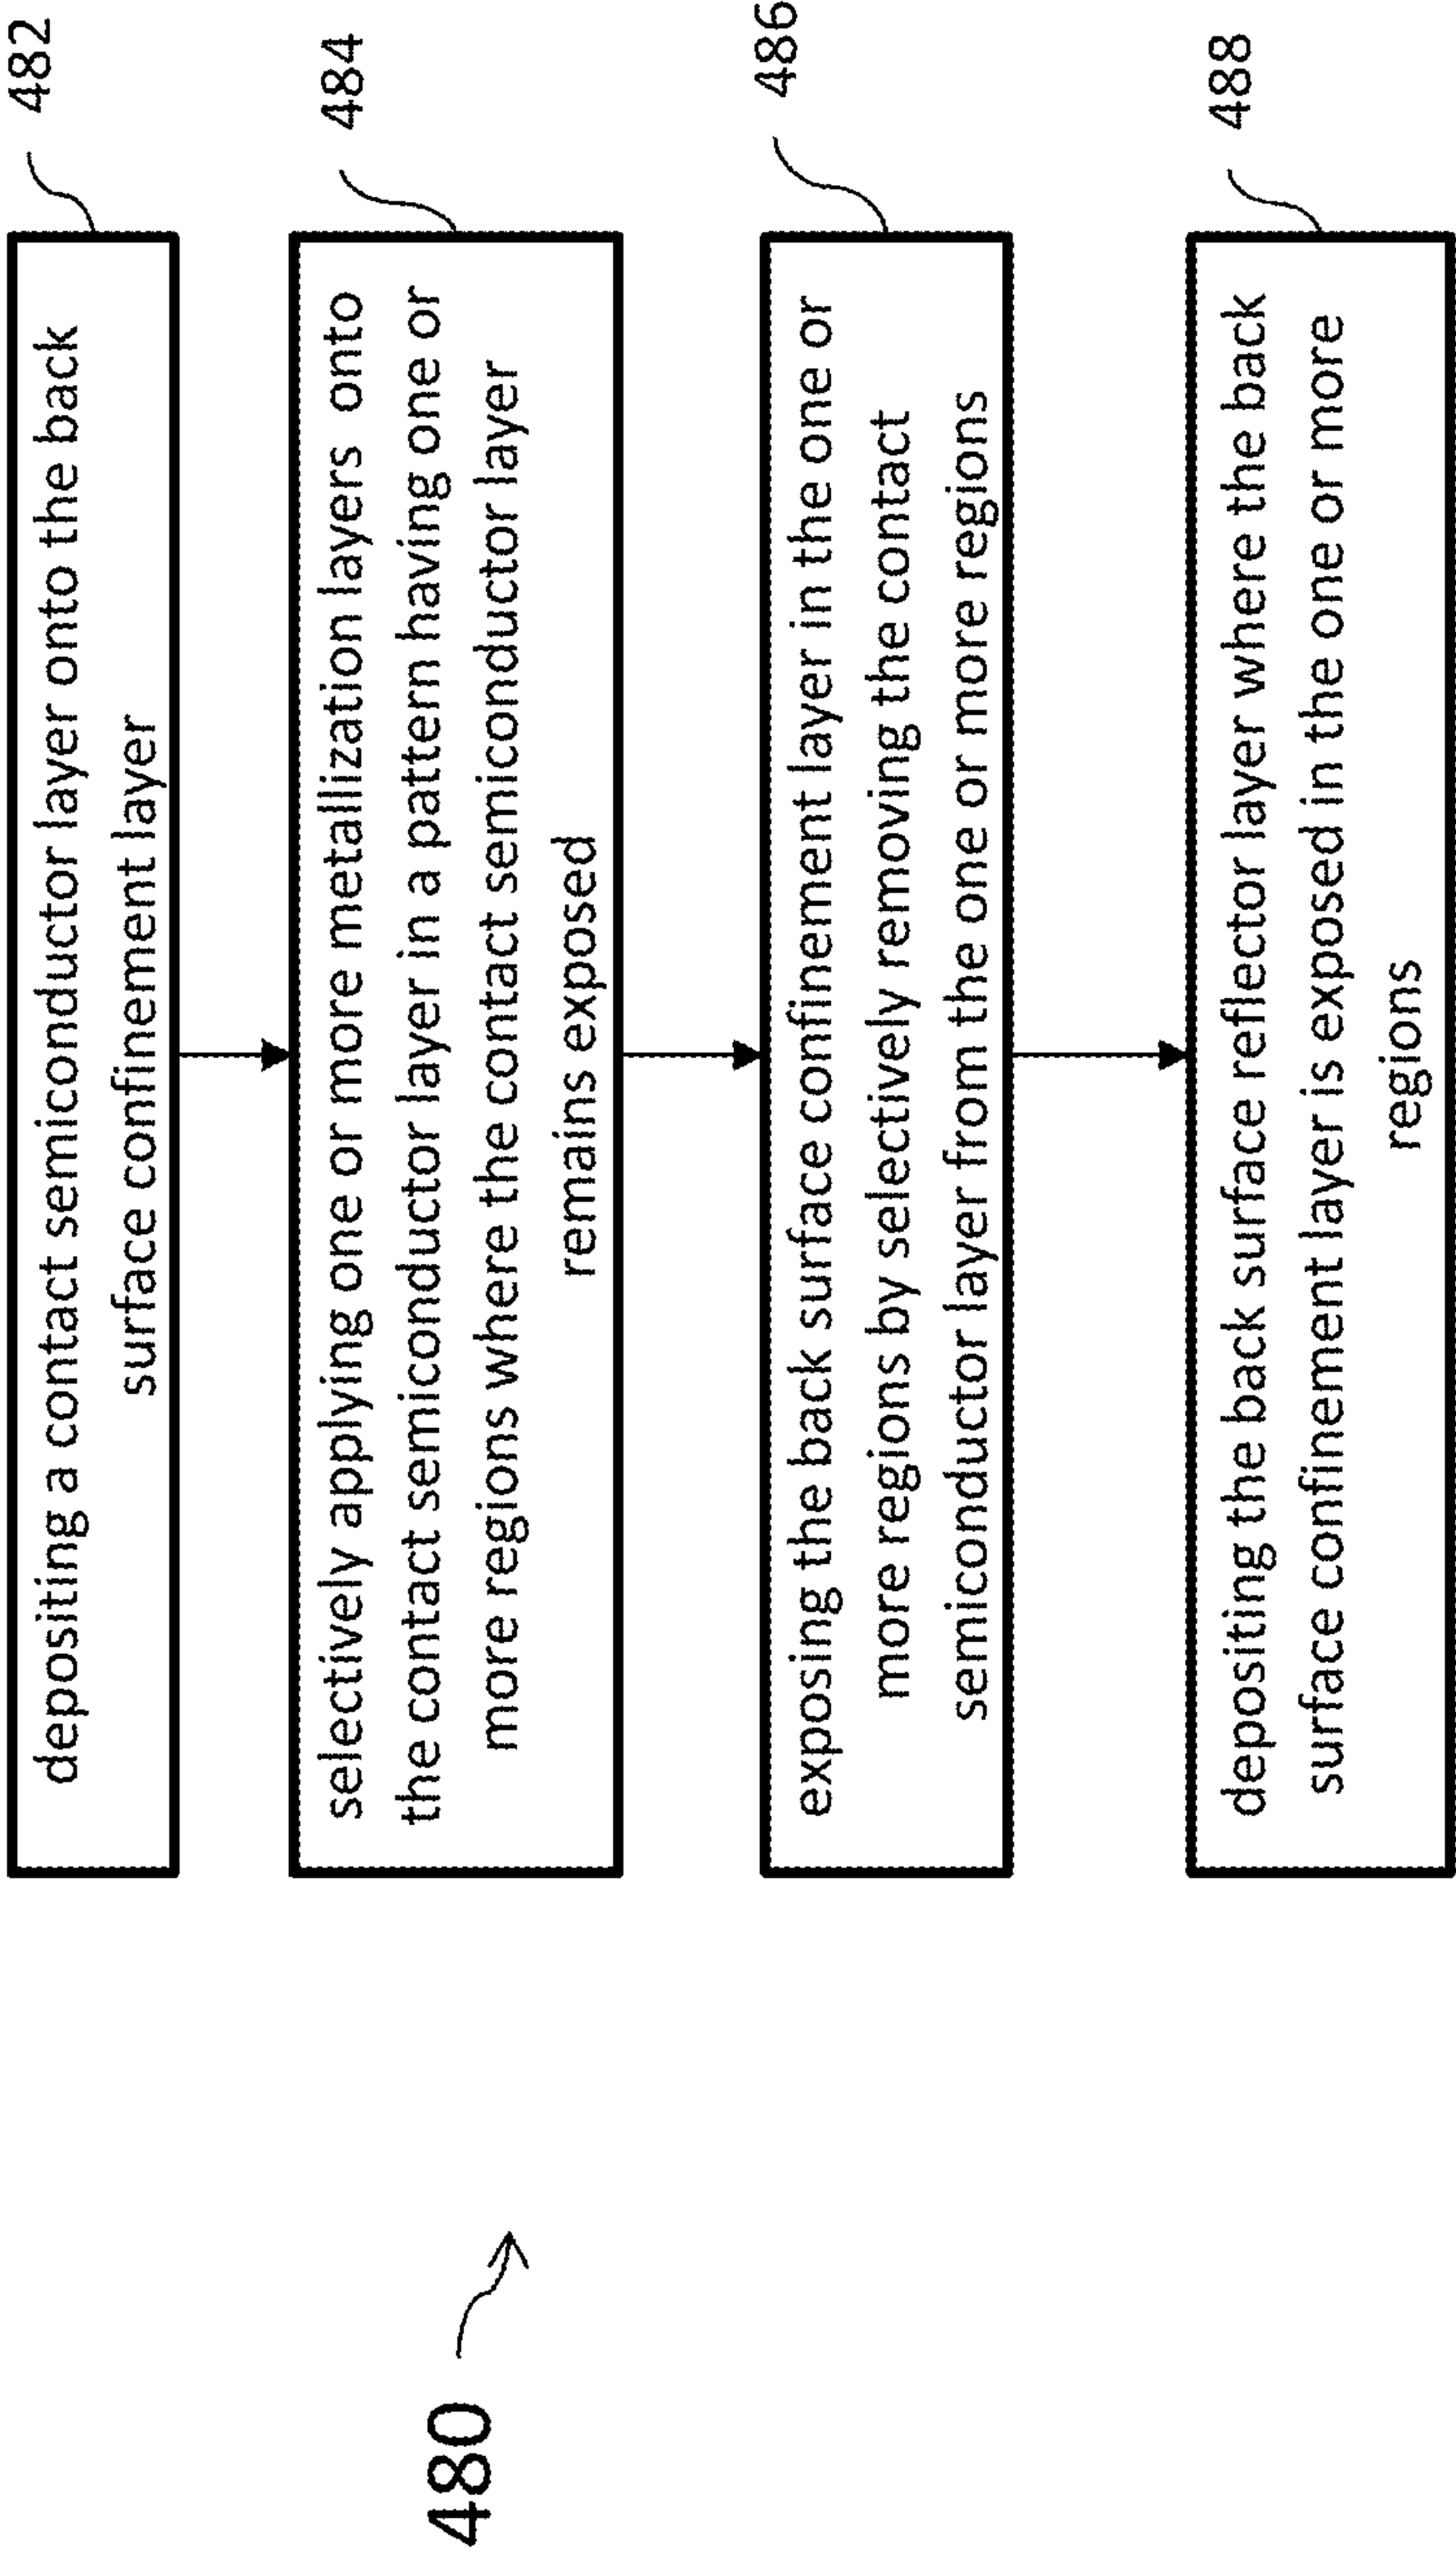 depositing a contact semiconductor layer onto the back
surface confinement layer
482
selectively applying one or more metallization layers onto
the contact semiconductor layer in a pattern having one or
more regions where the contact semiconductor layer
remains exposed
484
480
exposing the back surface confinement layer in the one or
more regions by selectively removing the contact
semiconductor layer from the one or more regions
486
depositing the back surface reflector layer where the back
surface confinement layer is exposed in the one or more
regions
488